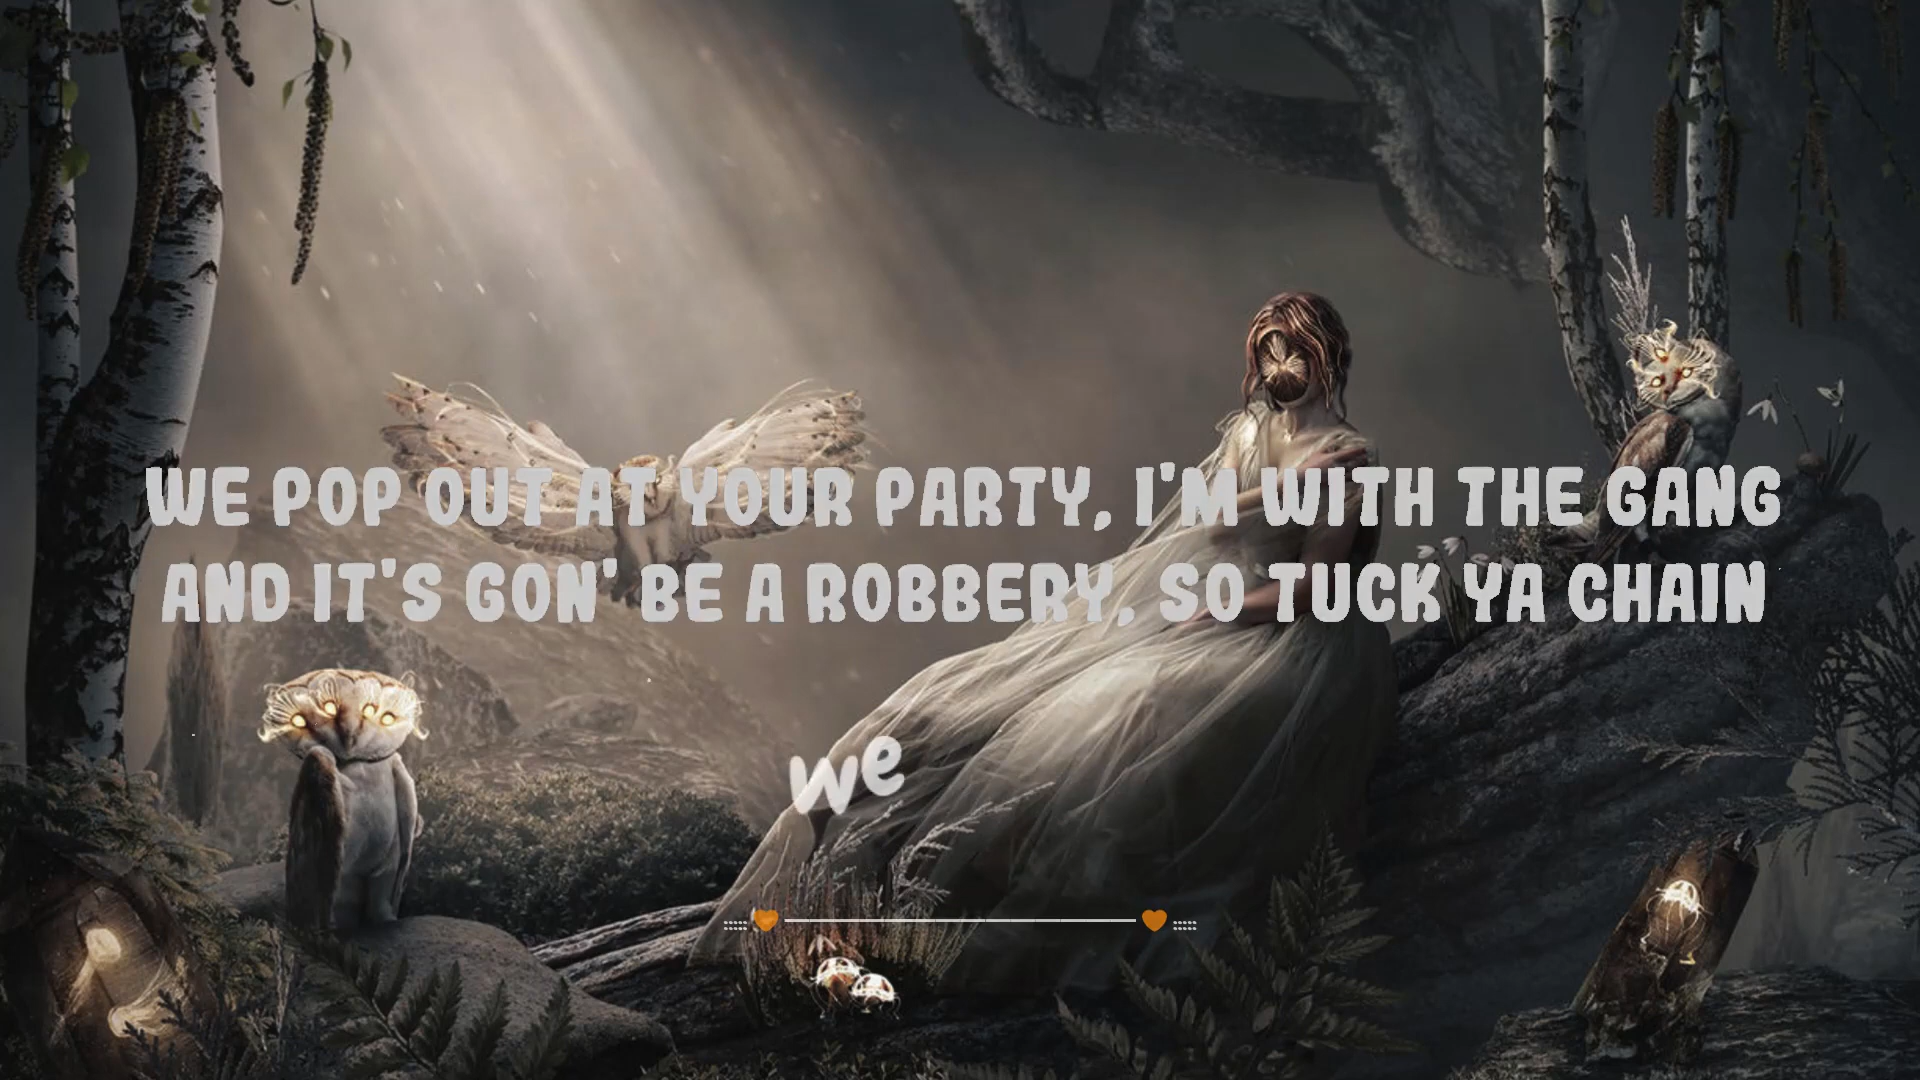 WE POP OUT AT YOUR PARTY, I'M WITH THE GANG
AND IT'S GON' BE A ROBBERY, SO TUCK YA CHAIN
we